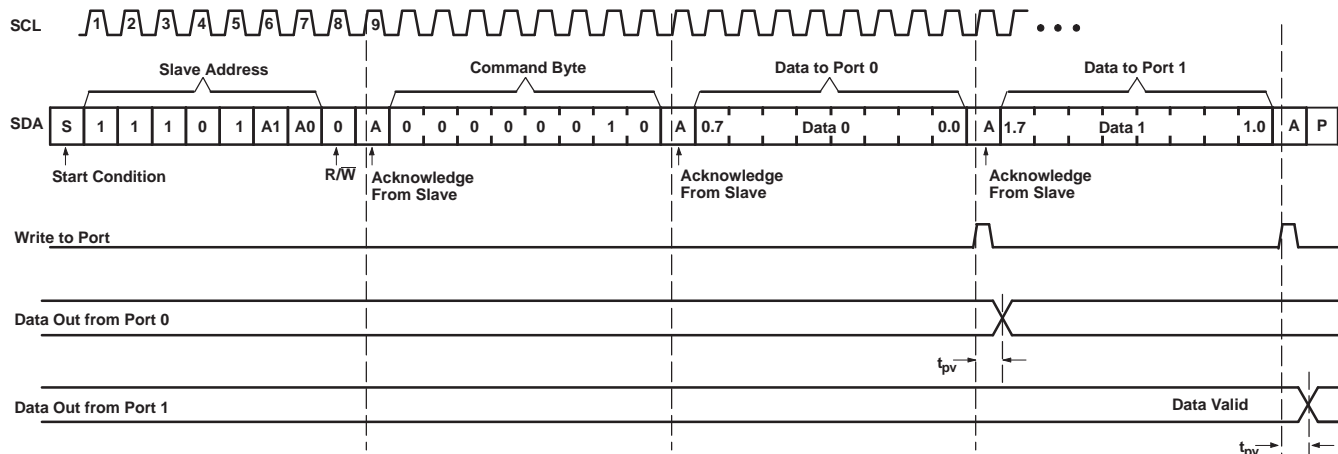 SCL 1 2 3 4 5 6 7 8 9 • • •
Slave Address Command Byte Data to Port 0 Data to Port 1
SDA S 1 1 1 0 1 A1 A0 0 A 0 0 0 0 0 0 1 0 A 0.7 Data 0 0.0 A 1.7 Data 1 1.0 A P
Start Condition R/W̅ Acknowledge From Slave Acknowledge From Slave Acknowledge From Slave
Write to Port
Data Out from Port 0
tpv
Data Out from Port 1 Data Valid
tpv